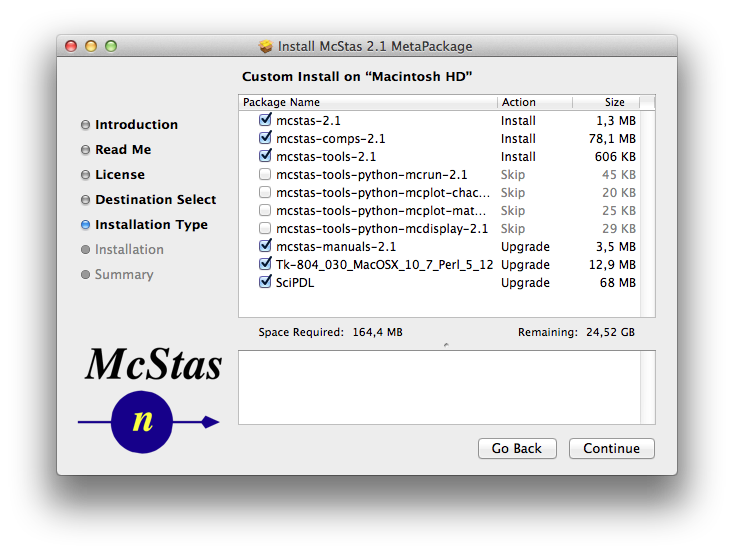 Install McStas 2.1 MetaPackage
Custom Install on “Macintosh HD”
Introduction
Read Me
License
Destination Select
Installation Type
Installation
Summary
Package Name Action Size
mcstas-2.1 Install 1,3 MB
mcstas-comps-2.1 Install 78,1 MB
mcstas-tools-2.1 Install 606 KB
mcstas-tools-python-mcrun-2.1 Skip 45 KB
mcstas-tools-python-mcplot-chac... Skip 20 KB
mcstas-tools-python-mcplot-mat... Skip 25 KB
mcstas-tools-python-mcdisplay-2.1 Skip 29 KB
mcstas-manuals-2.1 Upgrade 3,5 MB
Tk-804_030_MacOSX_10_7_Perl_5_12 Upgrade 12,9 MB
SciPDL Upgrade 68 MB
Space Required: 164,4 MB Remaining: 24,52 GB
McStas
n
Go Back Continue